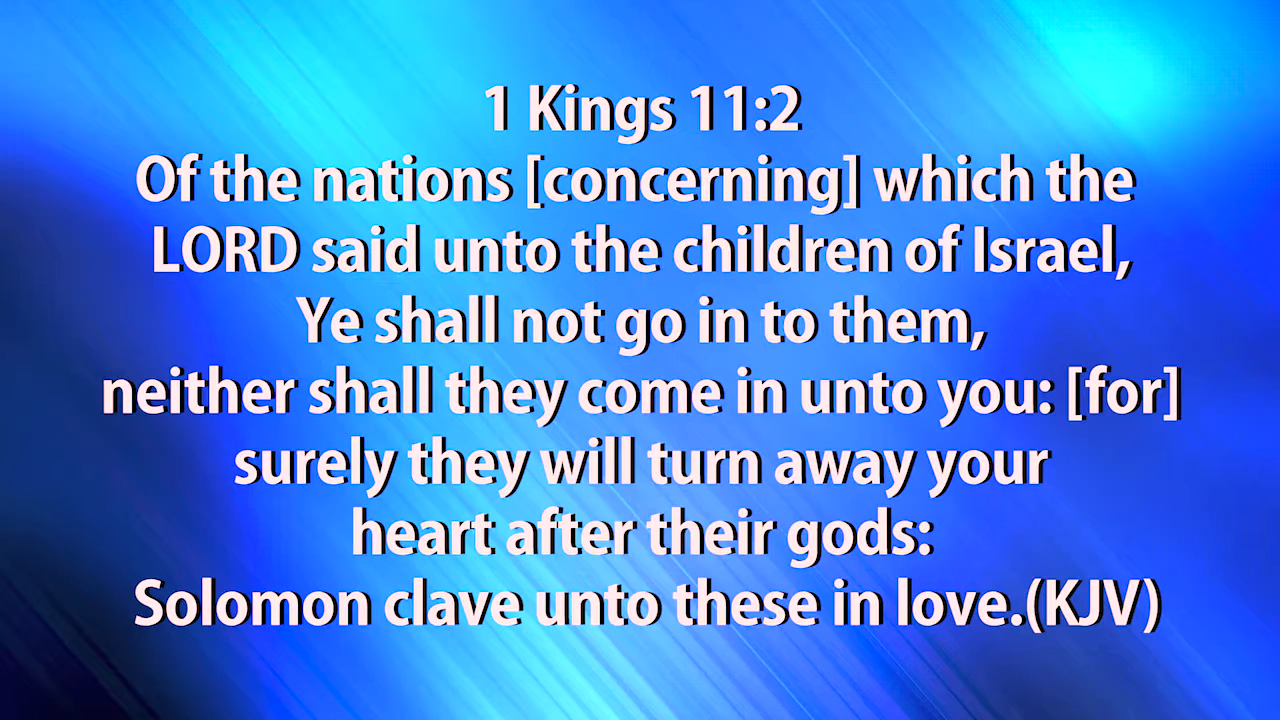 1 Kings 11:2
Of the nations [concerning] which the
LORD said unto the children of Israel,
Ye shall not go in to them,
neither shall they come in unto you: [for]
surely they will turn away your
heart after their gods:
Solomon clave unto these in love.(KJV)